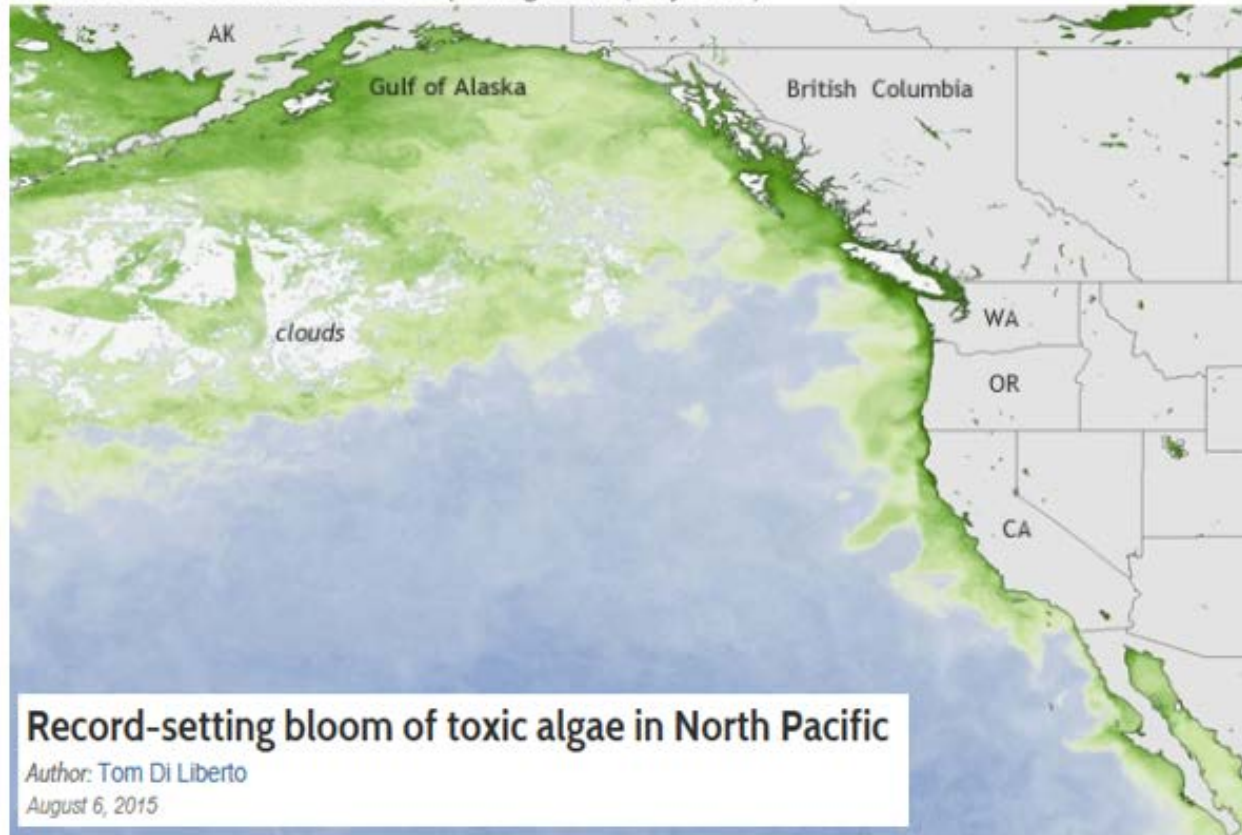 AK
Gulf of Alaska
British Columbia
clouds
WA
OR
CA
Record-setting bloom of toxic algae in North Pacific
Author: Tom Di Liberto
August 6, 2015